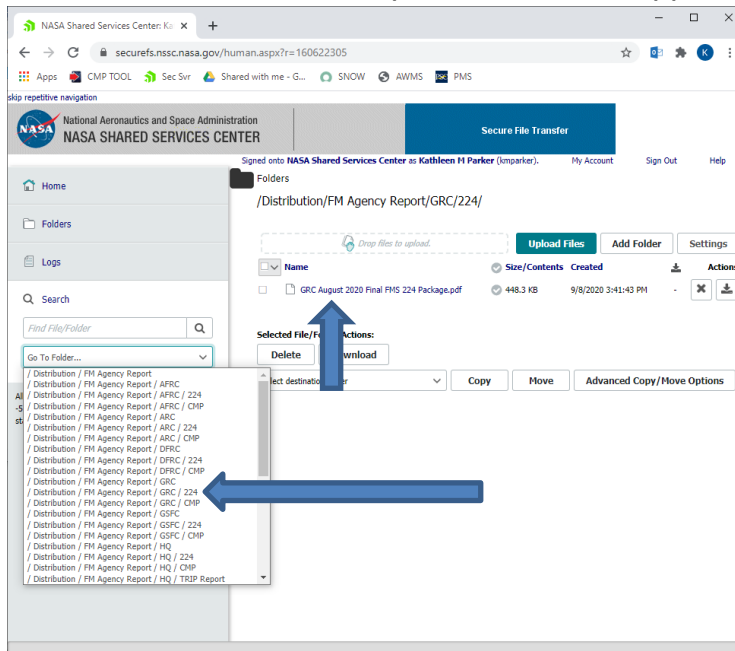 NASA Shared Services Center: Ka
securefs.nssc.nasa.gov/human.aspx?r=160622305
K
Apps CMP TOOL Sec Svr Shared with me - G... SNOW AWMS PMS
skip repetitive navigation
NASA
National Aeronautics and Space Administration
NASA SHARED SERVICES CENTER
Secure File Transfer
Signed onto NASA Shared Services Center as Kathleen M Parker (kmparker). My Account Sign Out Help
Home
Folders
Logs
Search
Find File/Folder
Go To Folder...
/ Distribution / FM Agency Report
/ Distribution / FM Agency Report / AFRC
/ Distribution / FM Agency Report / AFRC / 224
/ Distribution / FM Agency Report / AFRC / CMP
/ Distribution / FM Agency Report / ARC
/ Distribution / FM Agency Report / ARC / 224
/ Distribution / FM Agency Report / ARC / CMP
/ Distribution / FM Agency Report / DFRC
/ Distribution / FM Agency Report / DFRC / 224
/ Distribution / FM Agency Report / DFRC / CMP
/ Distribution / FM Agency Report / GRC
/ Distribution / FM Agency Report / GRC / 224
/ Distribution / FM Agency Report / GRC / CMP
/ Distribution / FM Agency Report / GSFC
/ Distribution / FM Agency Report / GSFC / 224
/ Distribution / FM Agency Report / GSFC / CMP
/ Distribution / FM Agency Report / HQ
/ Distribution / FM Agency Report / HQ / 224
/ Distribution / FM Agency Report / HQ / CMP
/ Distribution / FM Agency Report / HQ / TRIP Report
Folders
/Distribution/FM Agency Report/GRC/224/
Drop files to upload. Upload Files Add Folder Settings
Name Size/Contents Created Actions
GRC August 2020 Final FMS 224 Package.pdf 448.3 KB 9/8/2020 3:41:43 PM -
Selected File/Fo Actions:
Delete wnload
lect destinatio er Copy Move Advanced Copy/Move Options